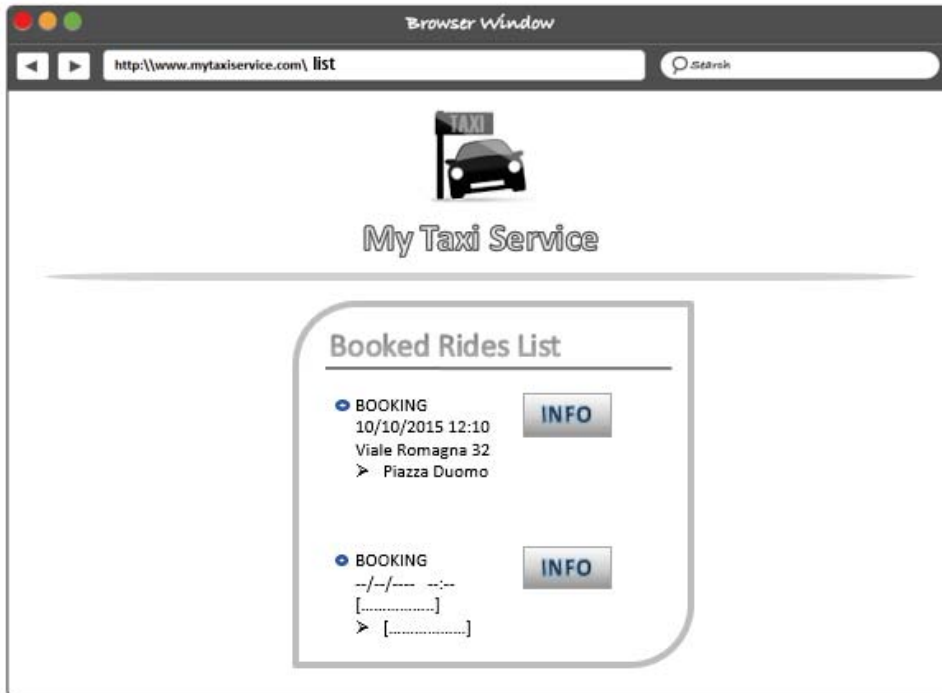 Browser Window
http:\\www.mytaxiservice.com\ list
Search
TAXI
My Taxi Service
Booked Rides List
BOOKING
INFO
10/10/2015 12:10
Viale Romagna 32
➢ Piazza Duomo
BOOKING
INFO
--/--/---- --:--
[..................]
➢ [...................]